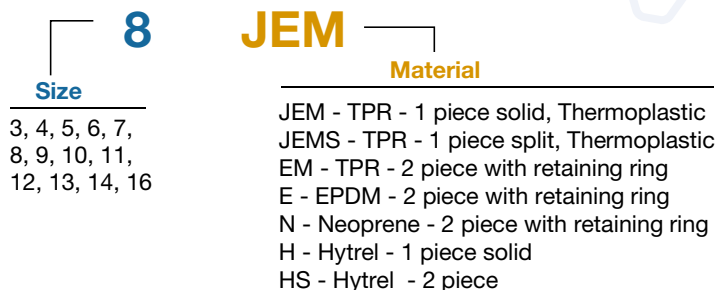 8 JEM
Size
3, 4, 5, 6, 7,
8, 9, 10, 11,
12, 13, 14, 16
Material
JEM - TPR - 1 piece solid, Thermoplastic
JEMS - TPR - 1 piece split, Thermoplastic
EM - TPR - 2 piece with retaining ring
E - EPDM - 2 piece with retaining ring
N - Neoprene - 2 piece with retaining ring
H - Hytrel - 1 piece solid
HS - Hytrel - 2 piece